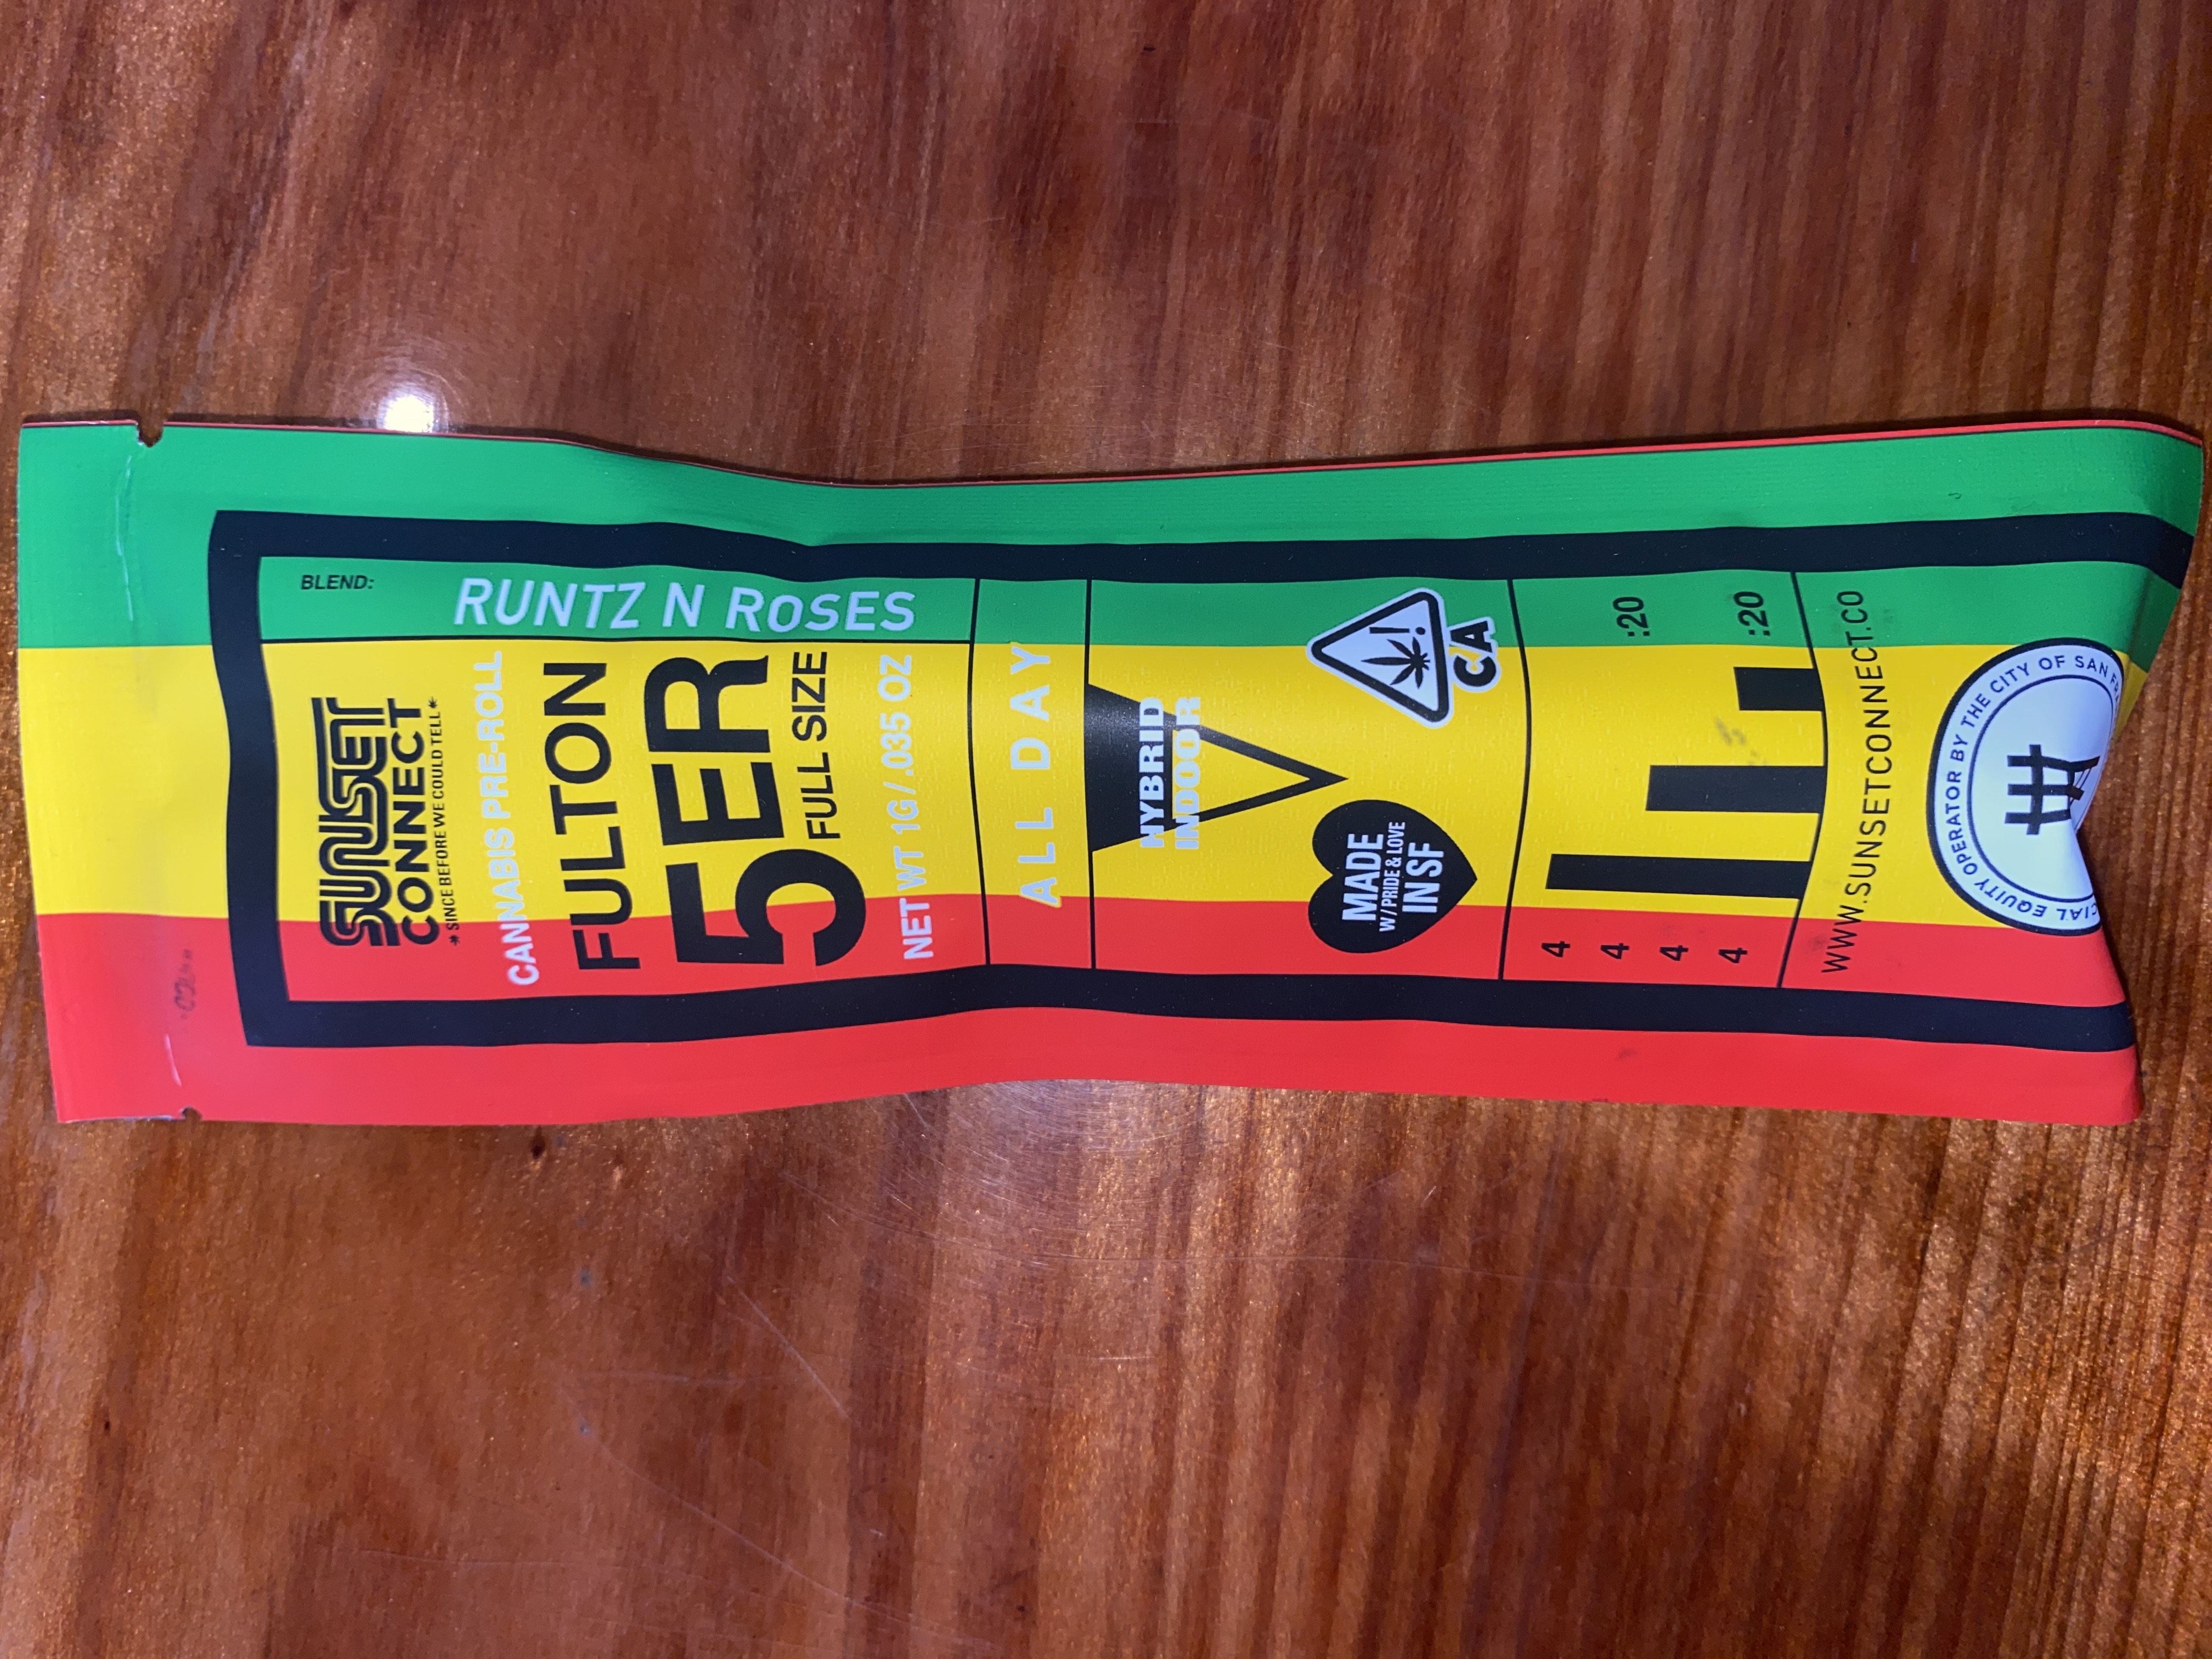 BLEND:
RUNTZ N ROSES
SUNSET
CONNECT
*SINCE BEFORE WE COULD TELL*
CANNABIS PRE-ROLL
FULTON
5ER
FULL SIZE
NET WT 1G / .035 OZ
ALL DAY
HYBRID
INDOOR
!
CA
MADE
W/ PRIDE & LOVE
IN SF
4
4 :20
4
4 :20
WWW.SUNSETCONNECT.CO
EQUITY OPERATOR BY THE CITY OF SAN